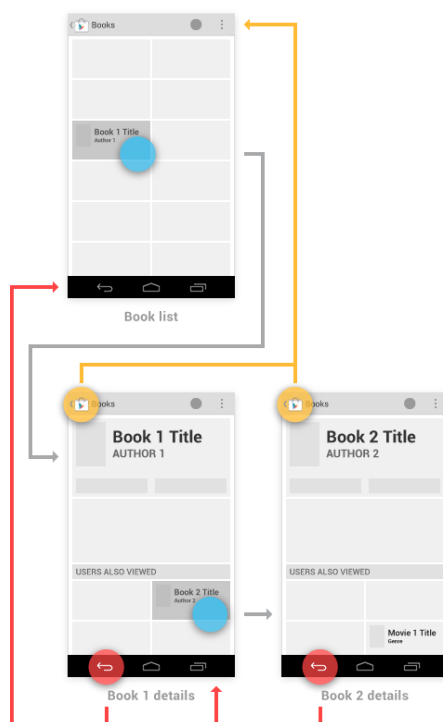 Books
Book 1 Title
Author 1
Book list
Books
Book 1 Title
AUTHOR 1
USERS ALSO VIEWED
Book 2 Title
Author 2
Book 1 details
Books
Book 2 Title
AUTHOR 2
USERS ALSO VIEWED
Movie 1 Title
Genre
Book 2 details